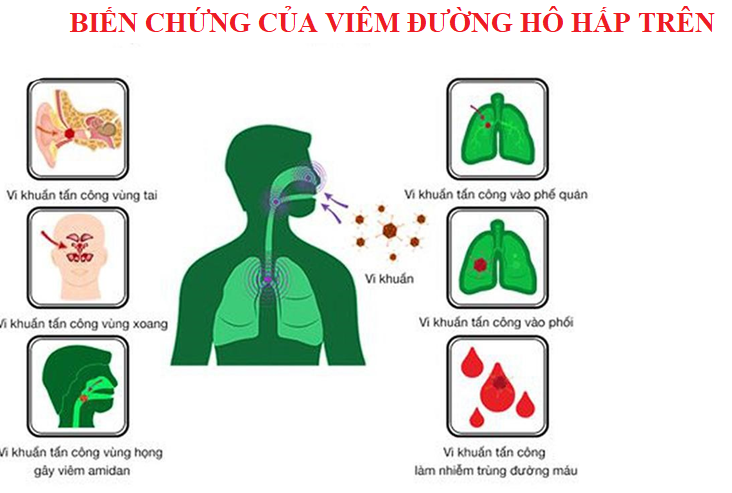 BIẾN CHỨNG CỦA VIÊM ĐƯỜNG HÔ HẤP TRÊN
Vi khuẩn tấn công vùng tai
Vi khuẩn tấn công vùng xoang
Vi khuẩn tấn công vùng họng
gây viêm amidan
Vi khuẩn
Vi khuẩn tấn công vào phế quản
Vi khuẩn tấn công vào phổi
Vi khuẩn tấn công
làm nhiễm trùng đường máu